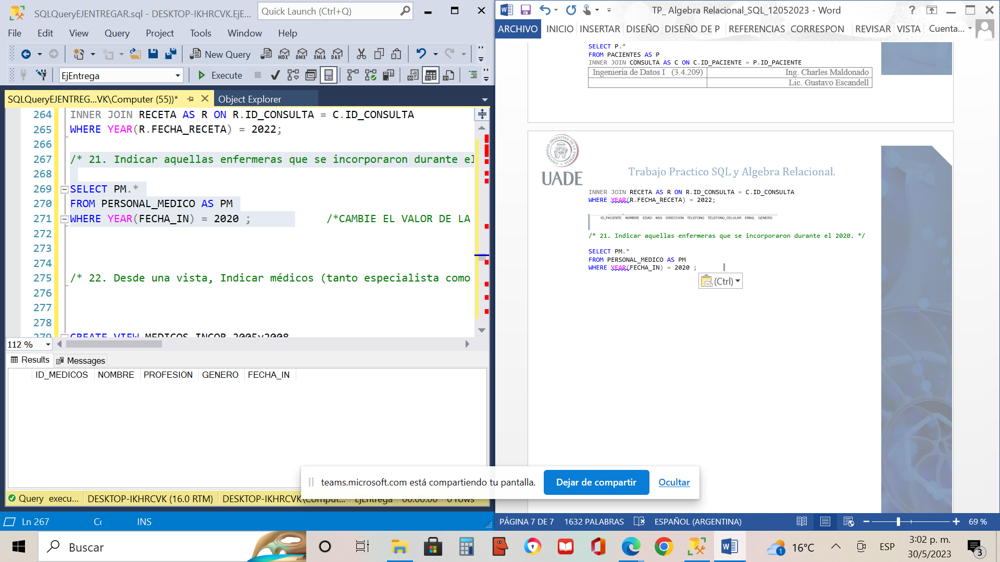 SQLQueryEJENTREGAR.sql - DESKTOP-IKHRCVK.EjE...
Quick Launch (Ctrl+Q)
File Edit View Query Project Tools Window Help
New Query
MDX DMX XMLA DAX
EjEntrega
Execute
SQLQueryEJENTREG...VK\Computer (55))*
Object Explorer
264 INNER JOIN RECETA AS R ON R.ID_CONSULTA = C.ID_CONSULTA
265 WHERE YEAR(R.FECHA_RECETA) = 2022;
266
267 /* 21. Indicar aquellas enfermeras que se incorporaron durante el
268
269 SELECT PM.*
270 FROM PERSONAL_MEDICO AS PM
271 WHERE YEAR(FECHA_IN) = 2020 ; /*CAMBIE EL VALOR DE LA
272
273
274
275 /* 22. Desde una vista, Indicar médicos (tanto especialista como
276
277
278
279 CREATE VIEW MEDICOS_INCOR_2005y2008
112 %
Results Messages
ID_MEDICOS NOMBRE PROFESION GENERO FECHA_IN
Query execu... DESKTOP-IKHRCVK (16.0 RTM) DESKTOP-IKHRCVK\Comput... EjEntrega 00:00:00 0 rows
Ln 267 INS
TP_ Algebra Relacional_SQL_12052023 - Word
ARCHIVO INICIO INSERTAR DISEÑO DISEÑO DE P REFERENCIAS CORRESPON REVISAR VISTA Cuenta...
SELECT P.*
FROM PACIENTES AS P
INNER JOIN CONSULTA AS C ON C.ID_PACIENTE = P.ID_PACIENTE
Ingeniería de Datos I (3.4.209) Ing. Charles Maldonado
Lic. Gustavo Escandell
UNIVERSIDAD ARGENTINA DE LA EMPRESA
UADE
Trabajo Practico SQL y Algebra Relacional.
INNER JOIN RECETA AS R ON R.ID_CONSULTA = C.ID_CONSULTA
WHERE YEAR(R.FECHA_RECETA) = 2022;
ID_PACIENTE NOMBRE EDAD NSS DIRECCION TELEFONO TELEFONO_CELULAR EMAIL GENERO
/* 21. Indicar aquellas enfermeras que se incorporaron durante el 2020. */
SELECT PM.*
FROM PERSONAL_MEDICO AS PM
WHERE YEAR(FECHA_IN) = 2020 ;
(Ctrl)
teams.microsoft.com está compartiendo tu pantalla.
Dejar de compartir
Ocultar
PÁGINA 7 DE 7 1632 PALABRAS ESPAÑOL (ARGENTINA) 69 %
Buscar
1
16°C
ESP
3:02 p. m.
30/5/2023
3